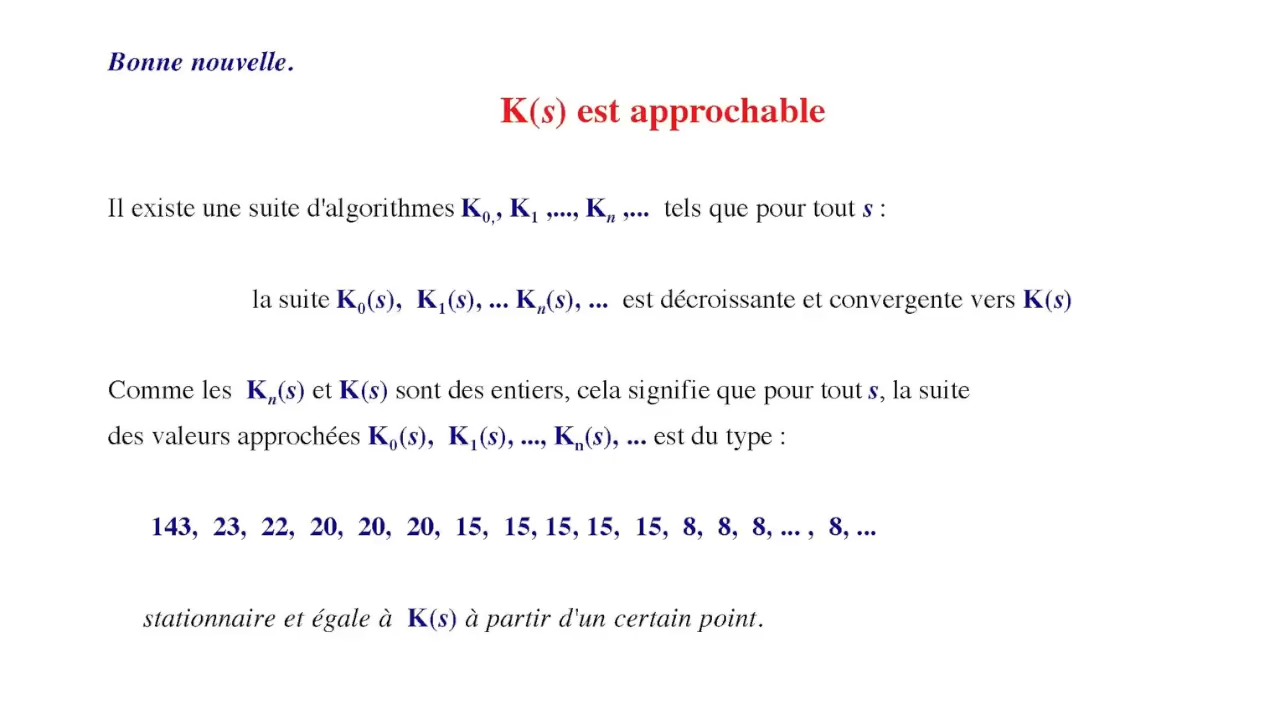 Bonne nouvelle.
K(s) est approchable
Il existe une suite d'algorithmes K₀,, K₁ ,..., Kₙ ,... tels que pour tout s :
la suite K₀(s), K₁(s), ... Kₙ(s), ... est décroissante et convergente vers K(s)
Comme les Kₙ(s) et K(s) sont des entiers, cela signifie que pour tout s, la suite
des valeurs approchées K₀(s), K₁(s), ..., Kₙ(s), ... est du type :
143, 23, 22, 20, 20, 20, 15, 15, 15, 15, 15, 8, 8, 8, ... , 8, ...
stationnaire et égale à K(s) à partir d'un certain point.